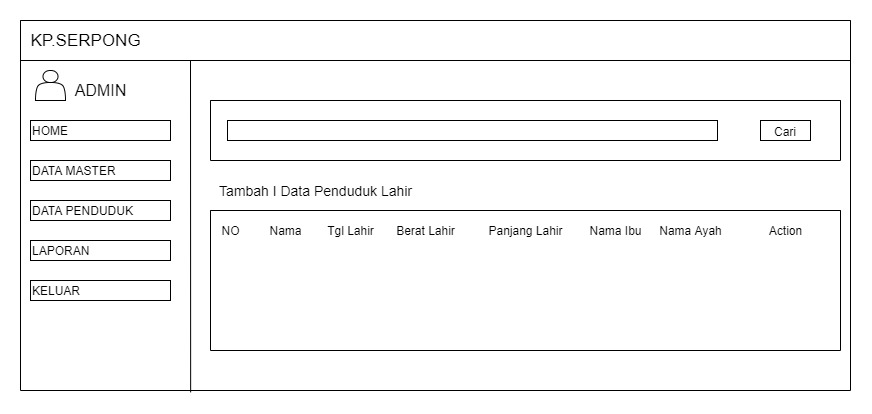 KP.SERPONG
ADMIN
HOME
DATA MASTER
DATA PENDUDUK
LAPORAN
KELUAR
Cari
Tambah I Data Penduduk Lahir
NO Nama Tgl Lahir Berat Lahir Panjang Lahir Nama Ibu Nama Ayah Action